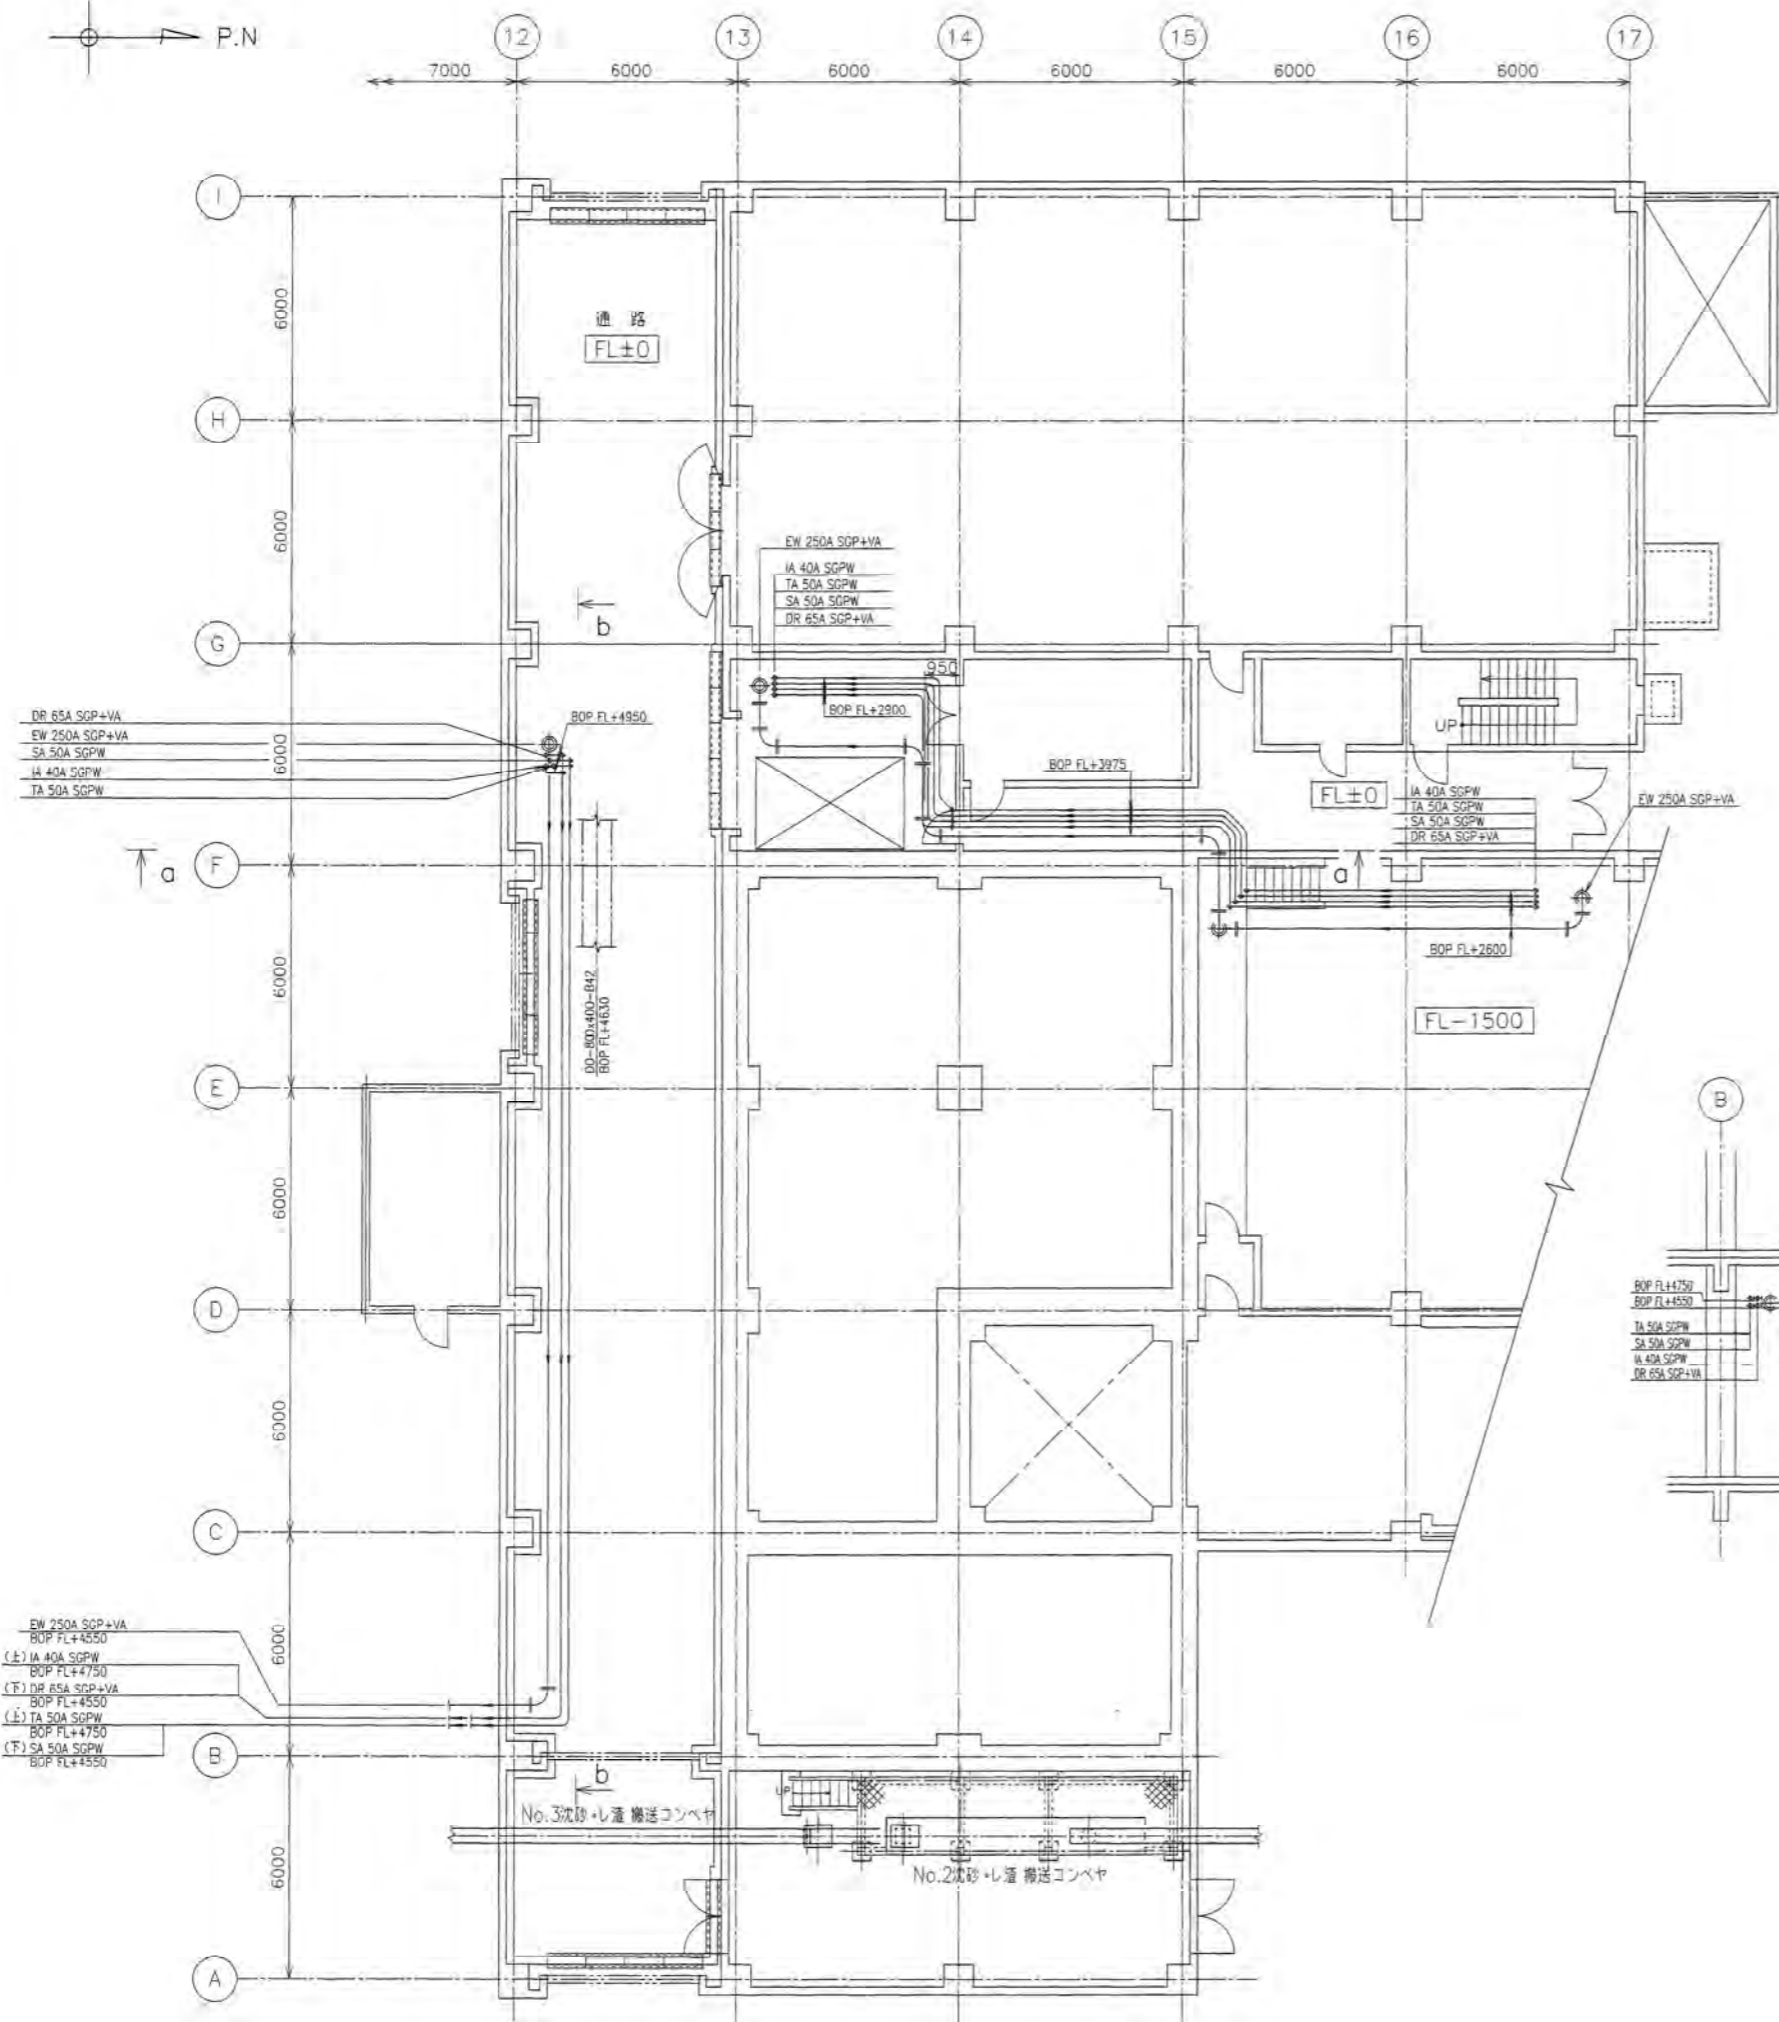 P.N
12
13
14
15
16
17
7000
6000
6000
6000
6000
6000
I
6000
通 路
FL±0
H
6000
EW 250A SGP+VA
IA 40A SGPW
TA 50A SGPW
SA 50A SGPW
DR 65A SGP+VA
b
G
950
BOP FL+2900
DR 65A SGP+VA
EW 250A SGP+VA
SA 50A SGPW
IA 40A SGPW
TA 50A SGPW
BOP FL+4950
6000
UP
BOP FL+3975
FL±0
IA 40A SGPW
TA 50A SGPW
SA 50A SGPW
DR 65A SGP+VA
EW 250A SGP+VA
a
F
a
BOP FL+2600
6000
DO-800x400-B42
BOP FL+4630
FL-1500
E
B
6000
BOP FL+4750
BOP FL+4550
TA 50A SGPW
SA 50A SGPW
IA 40A SGPW
DR 65A SGP+VA
D
6000
C
6000
EW 250A SGP+VA
BOP FL+4550
(上) IA 40A SGPW
BOP FL+4750
(下) DR 65A SGP+VA
BOP FL+4550
(上) TA 50A SGPW
BOP FL+4750
(下) SA 50A SGPW
BOP FL+4550
B
b
UP
No.3沈砂・し渣 搬送コンベヤ
6000
No.2沈砂・し渣 搬送コンベヤ
A